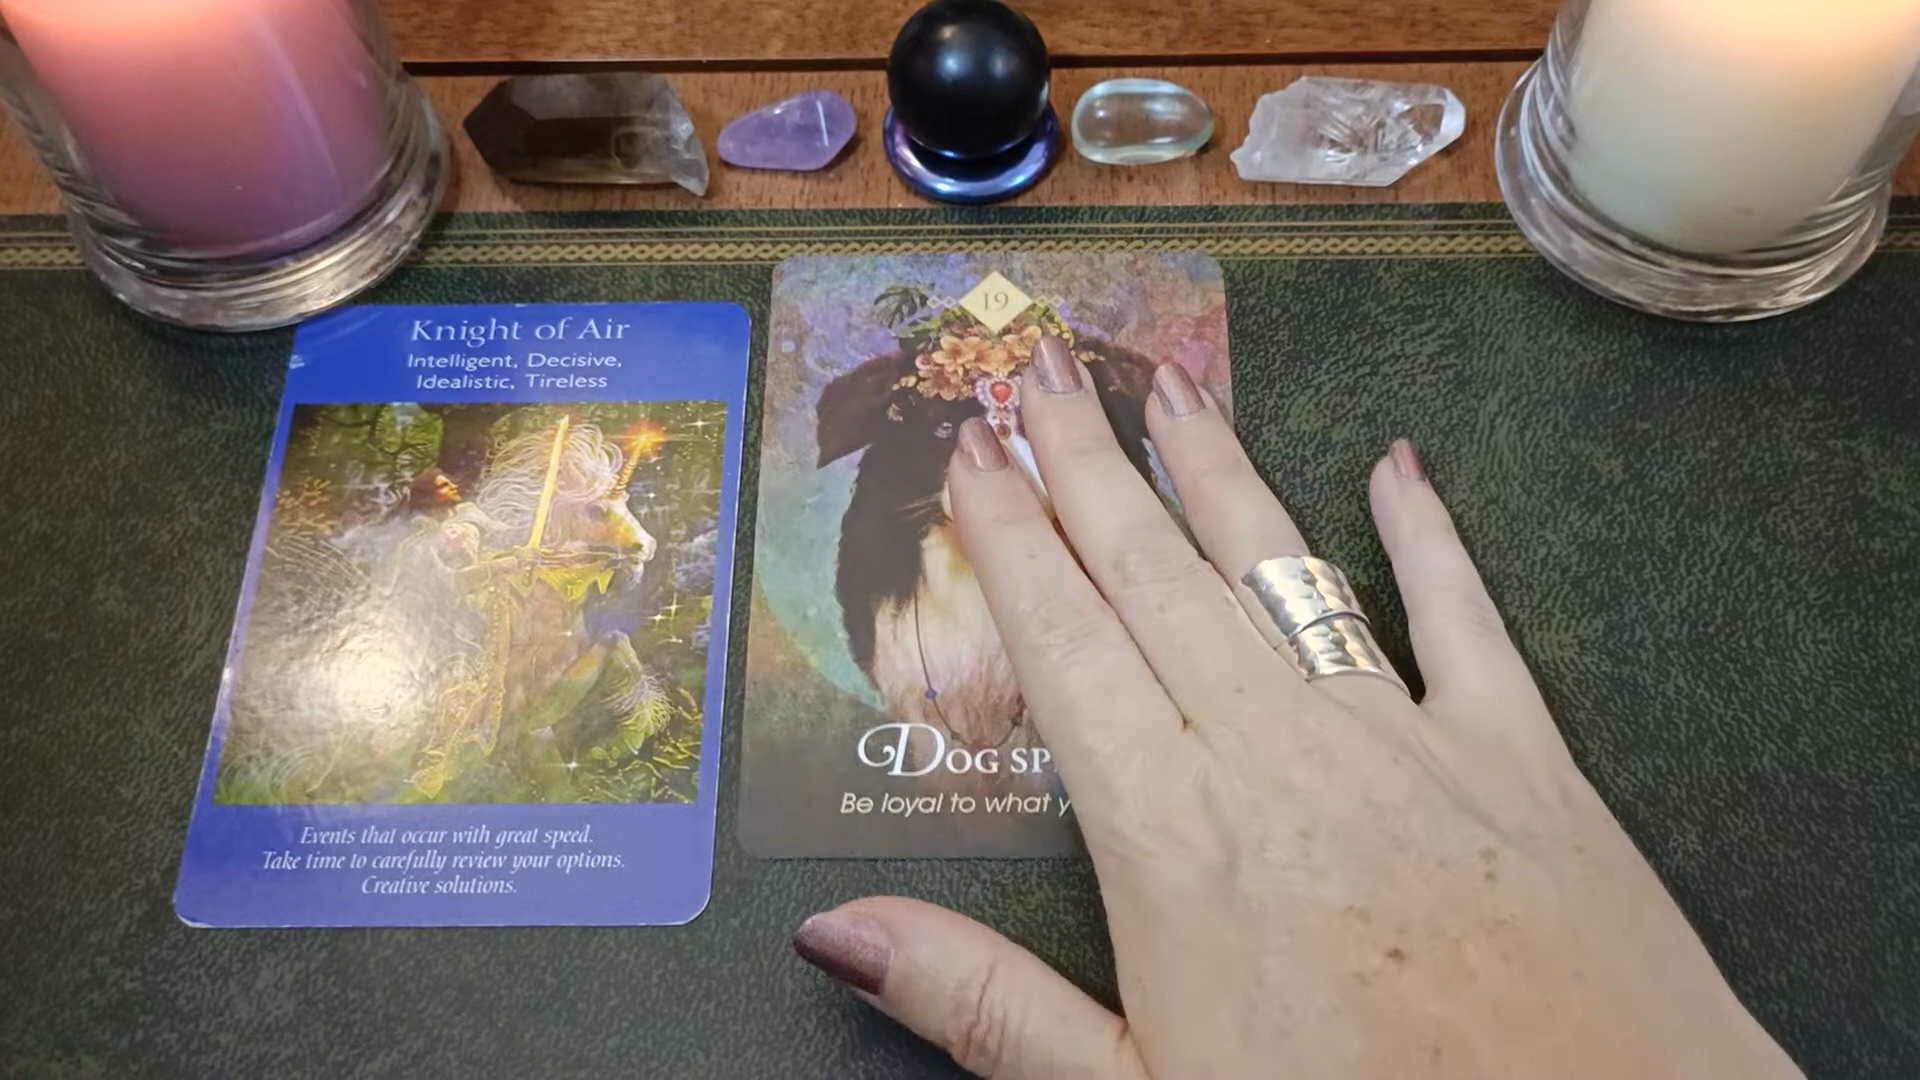 Knight of Air
Intelligent, Decisive,
Idealistic, Tireless
Events that occur with great speed.
Take time to carefully review your options.
Creative solutions.
19
DOG SP
Be loyal to what y